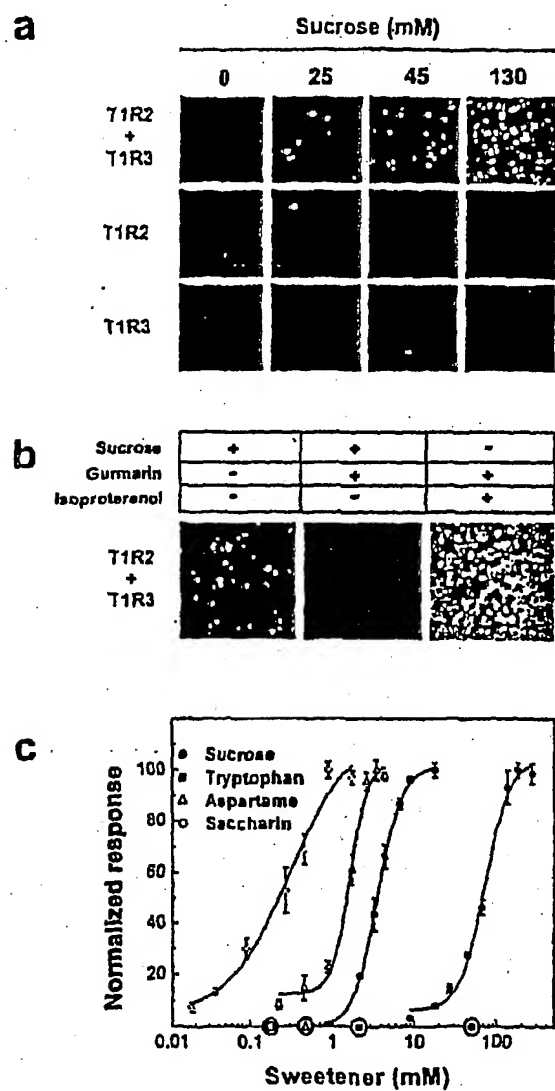 a
Sucrose (mM)
0 25 45 130
T1R2
+
T1R3
T1R2
T1R3
b
Sucrose + + -
Gurmarin - + +
Isoproteranol - - +
T1R2
+
T1R3
c
Sucrose
Tryptophan
Aspartame
Saccharin
Normalized response
100
80
60
40
20
0.01 0.1 1 10 100
Sweetener (mM)